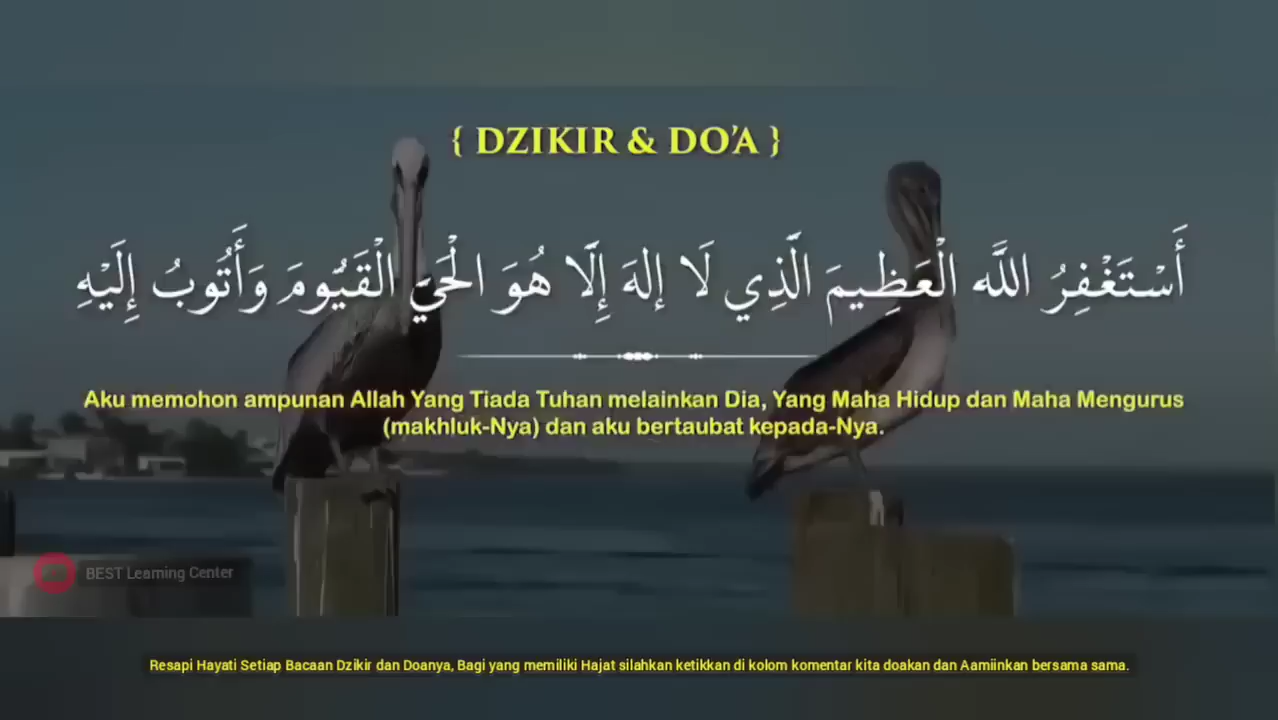 { DZIKIR & DO'A }
أَسْتَغْفِرُ اللَّه الْعَظِيمَ الَّذِي لَا إلهَ إِلَّا هُوَ الْحَيَّ الْقَيُّومَ وَأَتُوبُ إِلَيْهِ
Aku memohon ampunan Allah Yang Tiada Tuhan melainkan Dia, Yang Maha Hidup dan Maha Mengurus
(makhluk-Nya) dan aku bertaubat kepada-Nya.
BEST Learning Center
Resapi Hayati Setiap Bacaan Dzikir dan Doanya, Bagi yang memiliki Hajat silahkan ketikkan di kolom komentar kita doakan dan Aamiinkan bersama sama.